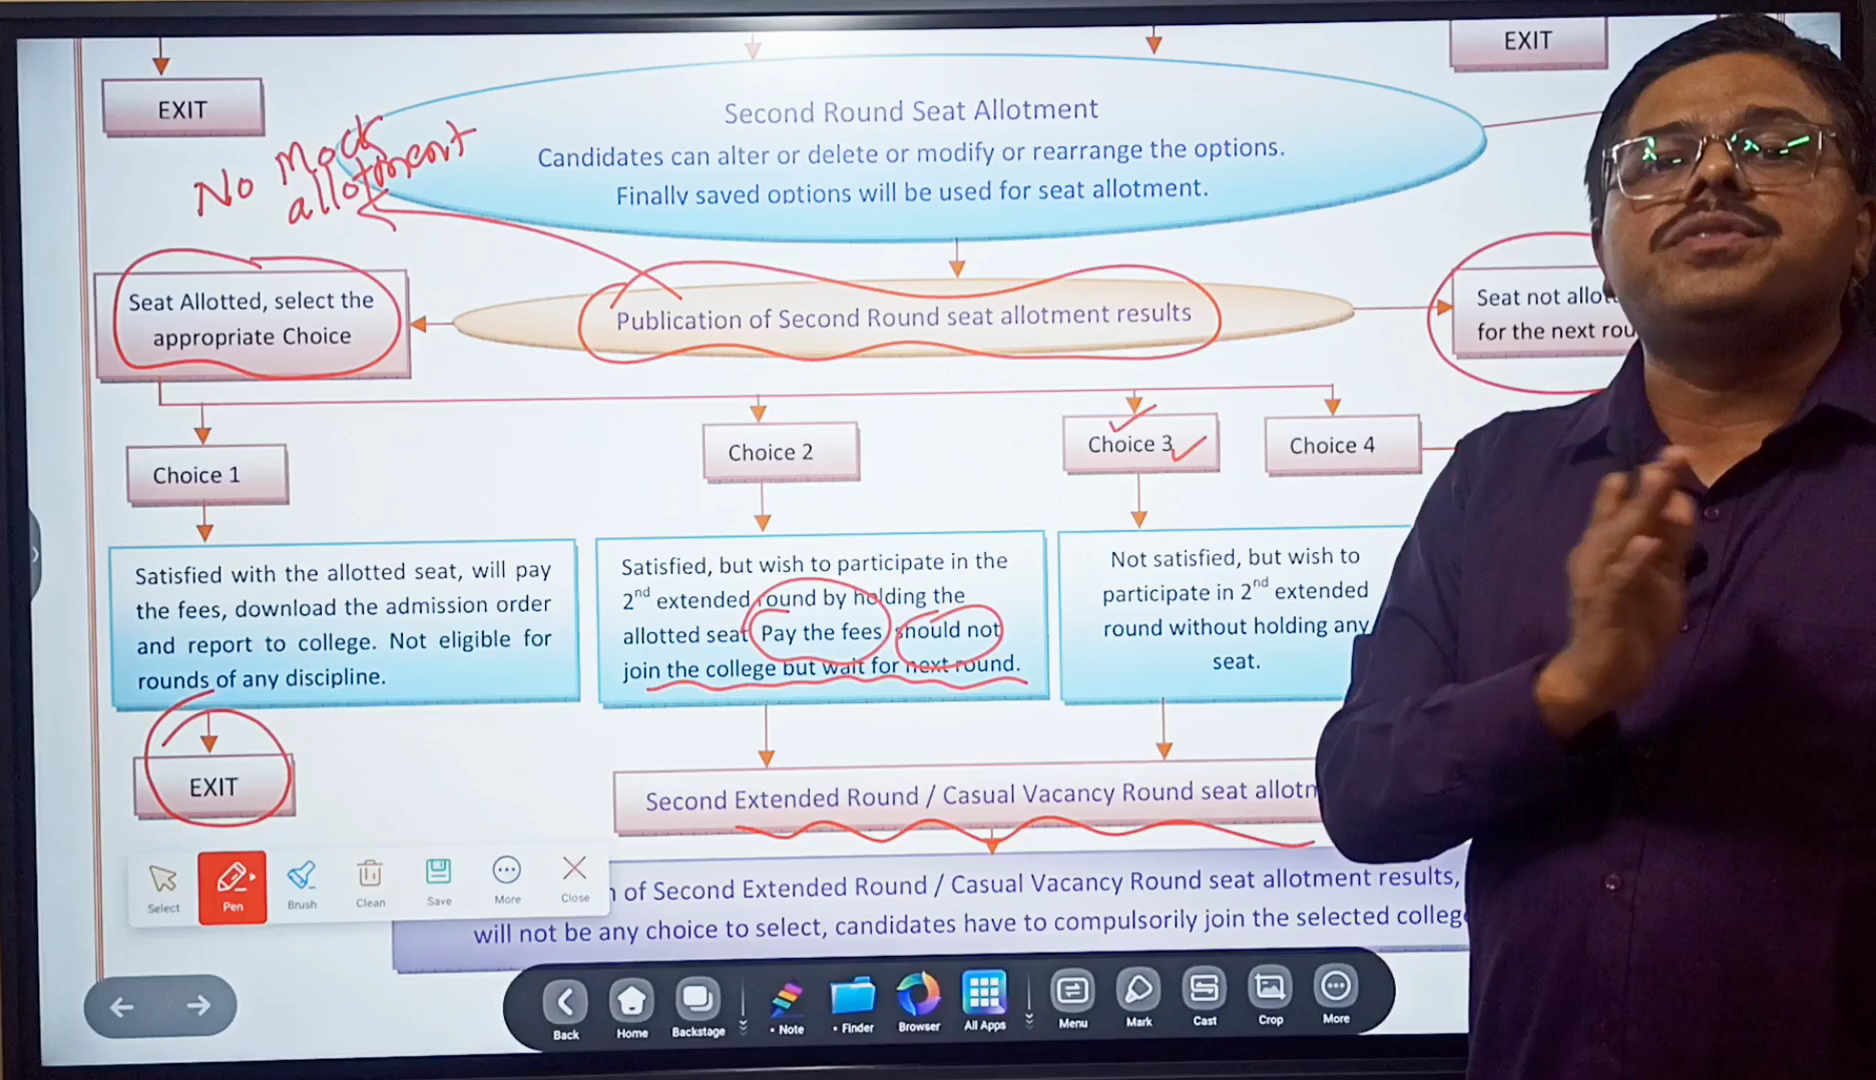 EXIT
EXIT
Second Round Seat Allotment
Candidates can alter or delete or modify or rearrange the options.
Finally saved options will be used for seat allotment.
No Mock
allotment
Seat Allotted, select the
appropriate Choice
Publication of Second Round seat allotment results
Seat not allot
for the next rou
Choice 1
Choice 2
Choice 3
Choice 4
Satisfied with the allotted seat, will pay
the fees, download the admission order
and report to college. Not eligible for
rounds of any discipline.
Satisfied, but wish to participate in the
2nd extended round by holding the
allotted seat Pay the fees should not
join the college but wait for next round.
Not satisfied, but wish to
participate in 2nd extended
round without holding any
seat.
EXIT
Second Extended Round / Casual Vacancy Round seat allotn
of Second Extended Round / Casual Vacancy Round seat allotment results,
will not be any choice to select, candidates have to compulsorily join the selected colleg
Select
Pen
Brush
Clean
Save
More
Close
Back
Home
Backstage
• Note
• Finder
Browser
All Apps
Menu
Mark
Cast
Crop
More